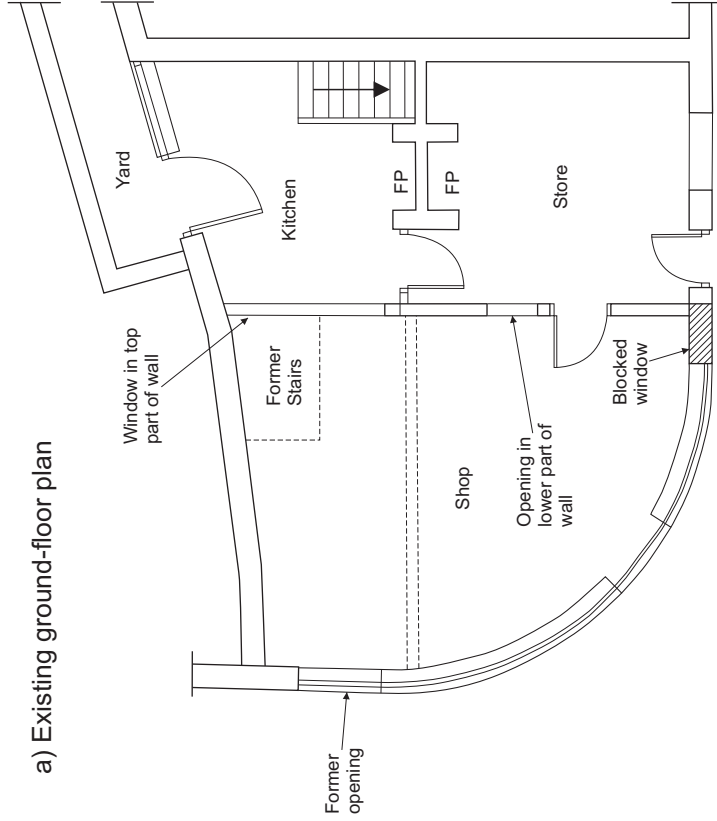 a) Existing ground-floor plan
Yard
Window in top
part of wall
Kitchen
Former
Stairs
FP
FP
Former
opening
Shop
Opening in
lower part of
wall
Store
Blocked
window